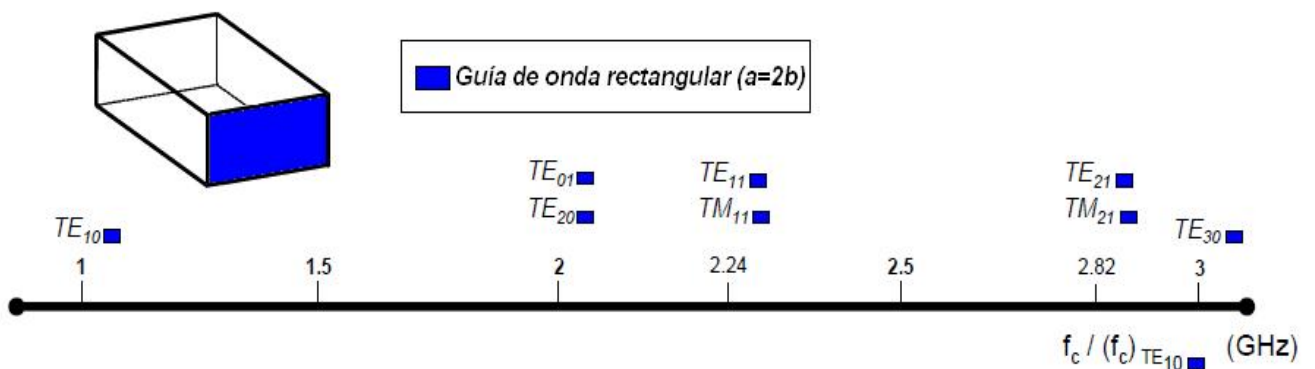 Guía de onda rectangular (a=2b)
TE01 TE11 TE21
TE10 TE20 TM11 TM21 TE30
1 1.5 2 2.24 2.5 2.82 3
fc / (fc) TE10 (GHz)